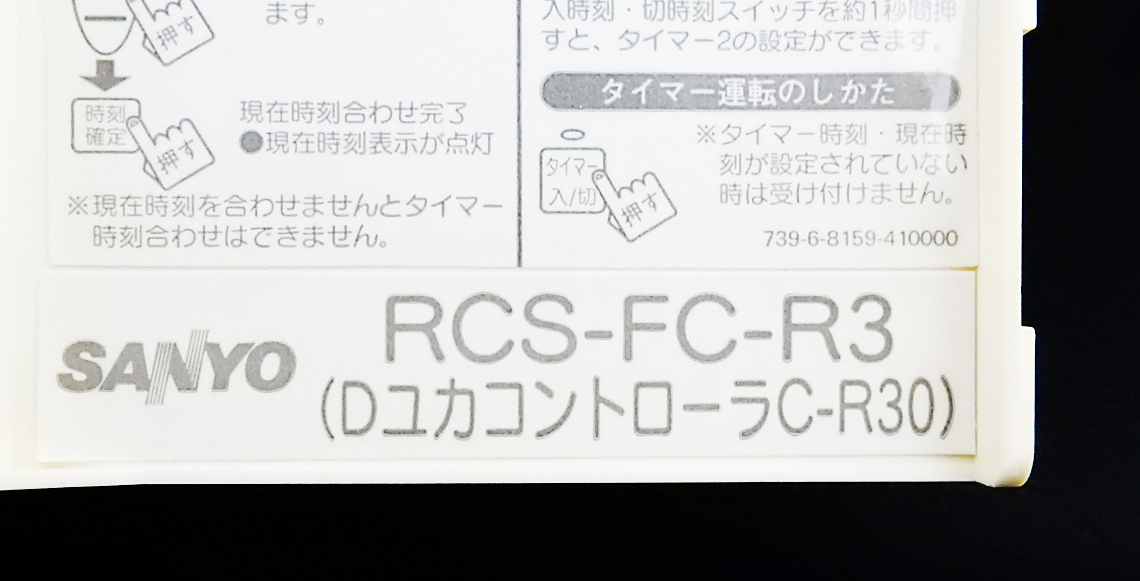 ます。
押す
時刻
確定
押す
現在時刻合わせ完了
●現在時刻表示が点灯
※現在時刻を合わせませんとタイマー
時刻合わせはできません。
入時刻・切時刻スイッチを約1秒間押
すと、タイマー2の設定ができます。
タイマー運転のしかた
タイマー
入/切
押す
※タイマー時刻・現在時
刻が設定されていない
時は受け付けません。
739-6-8159-410000
SANYO
RCS-FC-R3
(DユカコントローラC-R30)